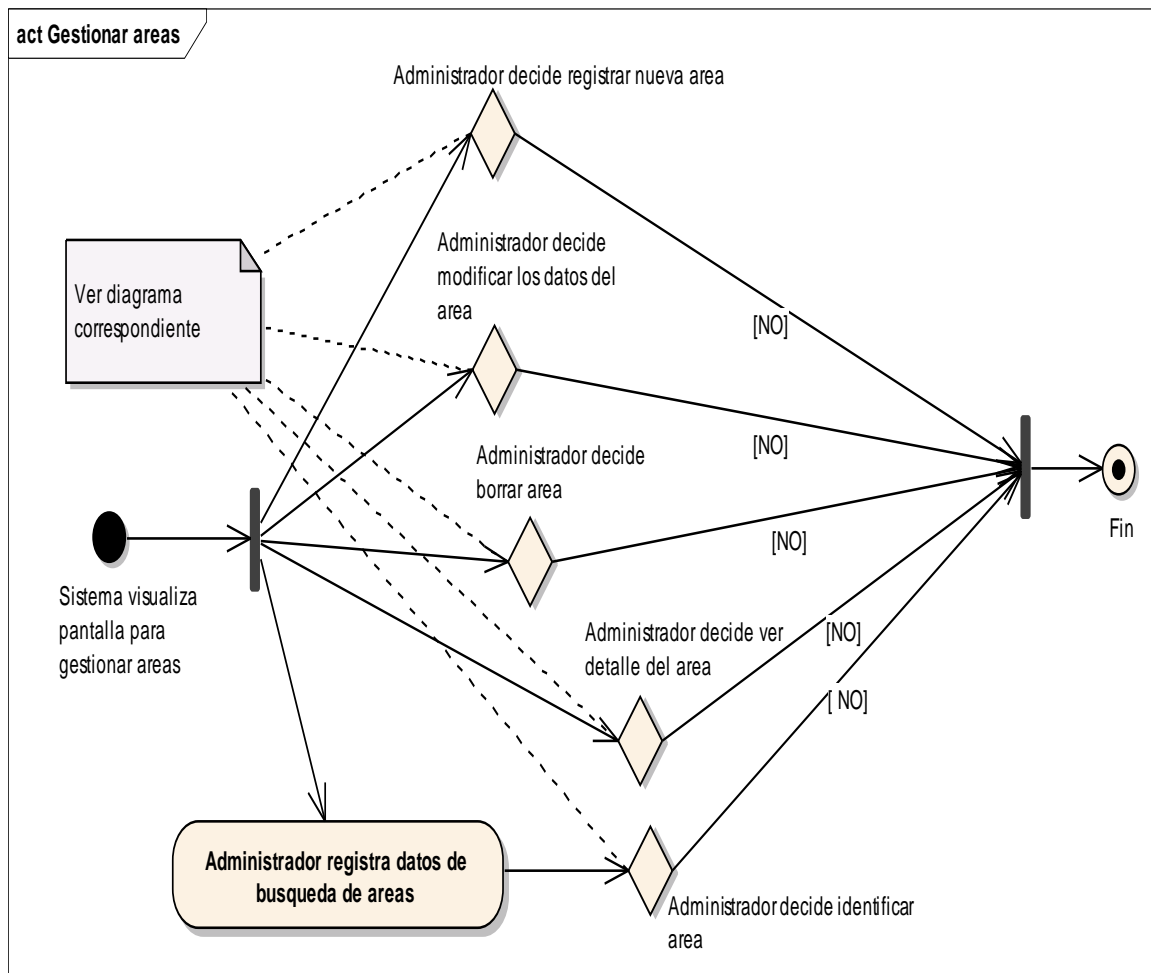 act Gestionar areas
Administrador decide registrar nueva area
Administrador decide
modificar los datos del
area
Ver diagrama
correspondiente
[NO]
[NO]
Administrador decide
borrar area
[NO]
Fin
Sistema visualiza
pantalla para
gestionar areas
Administrador decide ver
detalle del area
[NO]
[ NO]
Administrador registra datos de
busqueda de areas
Administrador decide identificar
area